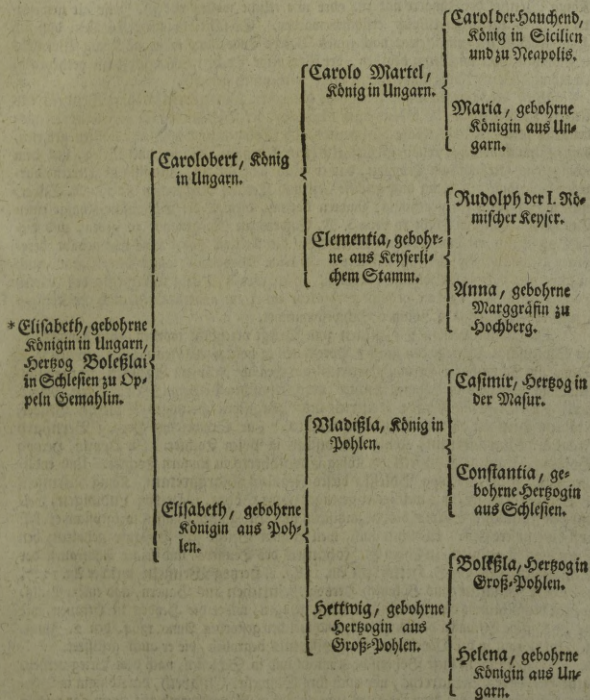 *Elisabeth, gebohrne
Königin in Ungarn,
Hertzog Boleßlai
in Schlesien zu Op-
peln Gemahlin.
Carolobert, König
in Ungarn.
Carolo Martel,
König in Ungarn.
Carol der Hauchend,
König in Sicilien
und zu Neapolis.
Maria, gebohrne
Königin aus Un-
garn.
Clementia, gebohr-
ne aus Keyserli-
chem Stamm.
Rudolph der I. Rö-
mischer Keyser.
Anna, gebohrne
Marggräfin zu
Hochberg.
Elisabeth, gebohrne
Königin aus Poh-
len.
Vladißla, König in
Pohlen.
Casimir, Hertzog in
der Masur.
Constantia, ge-
bohrne Hertzogin
aus Schlesien.
Hettwig, gebohrne
Hertzogin aus
Groß-Pohlen.
Boleßla, Hertzog in
Groß-Pohlen.
Helena, gebohrne
Königin aus Un-
garn.